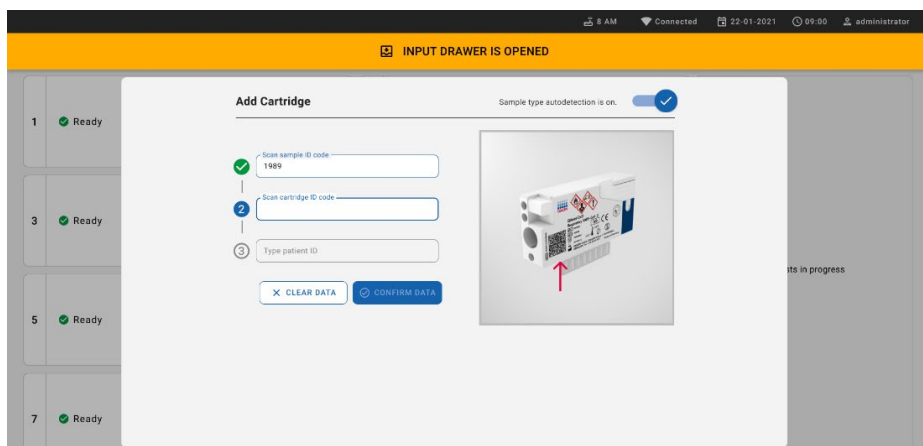 8 AM Connected 22-01-2021 09:00 administrator
INPUT DRAWER IS OPENED
Add Cartridge
Sample type autodetection is on.
1 Ready
Scan sample ID code
1989
2 Scan cartridge ID code
3 Type patient ID
3 Ready
sts in progress
CLEAR DATA CONFIRM DATA
5 Ready
7 Ready
CE